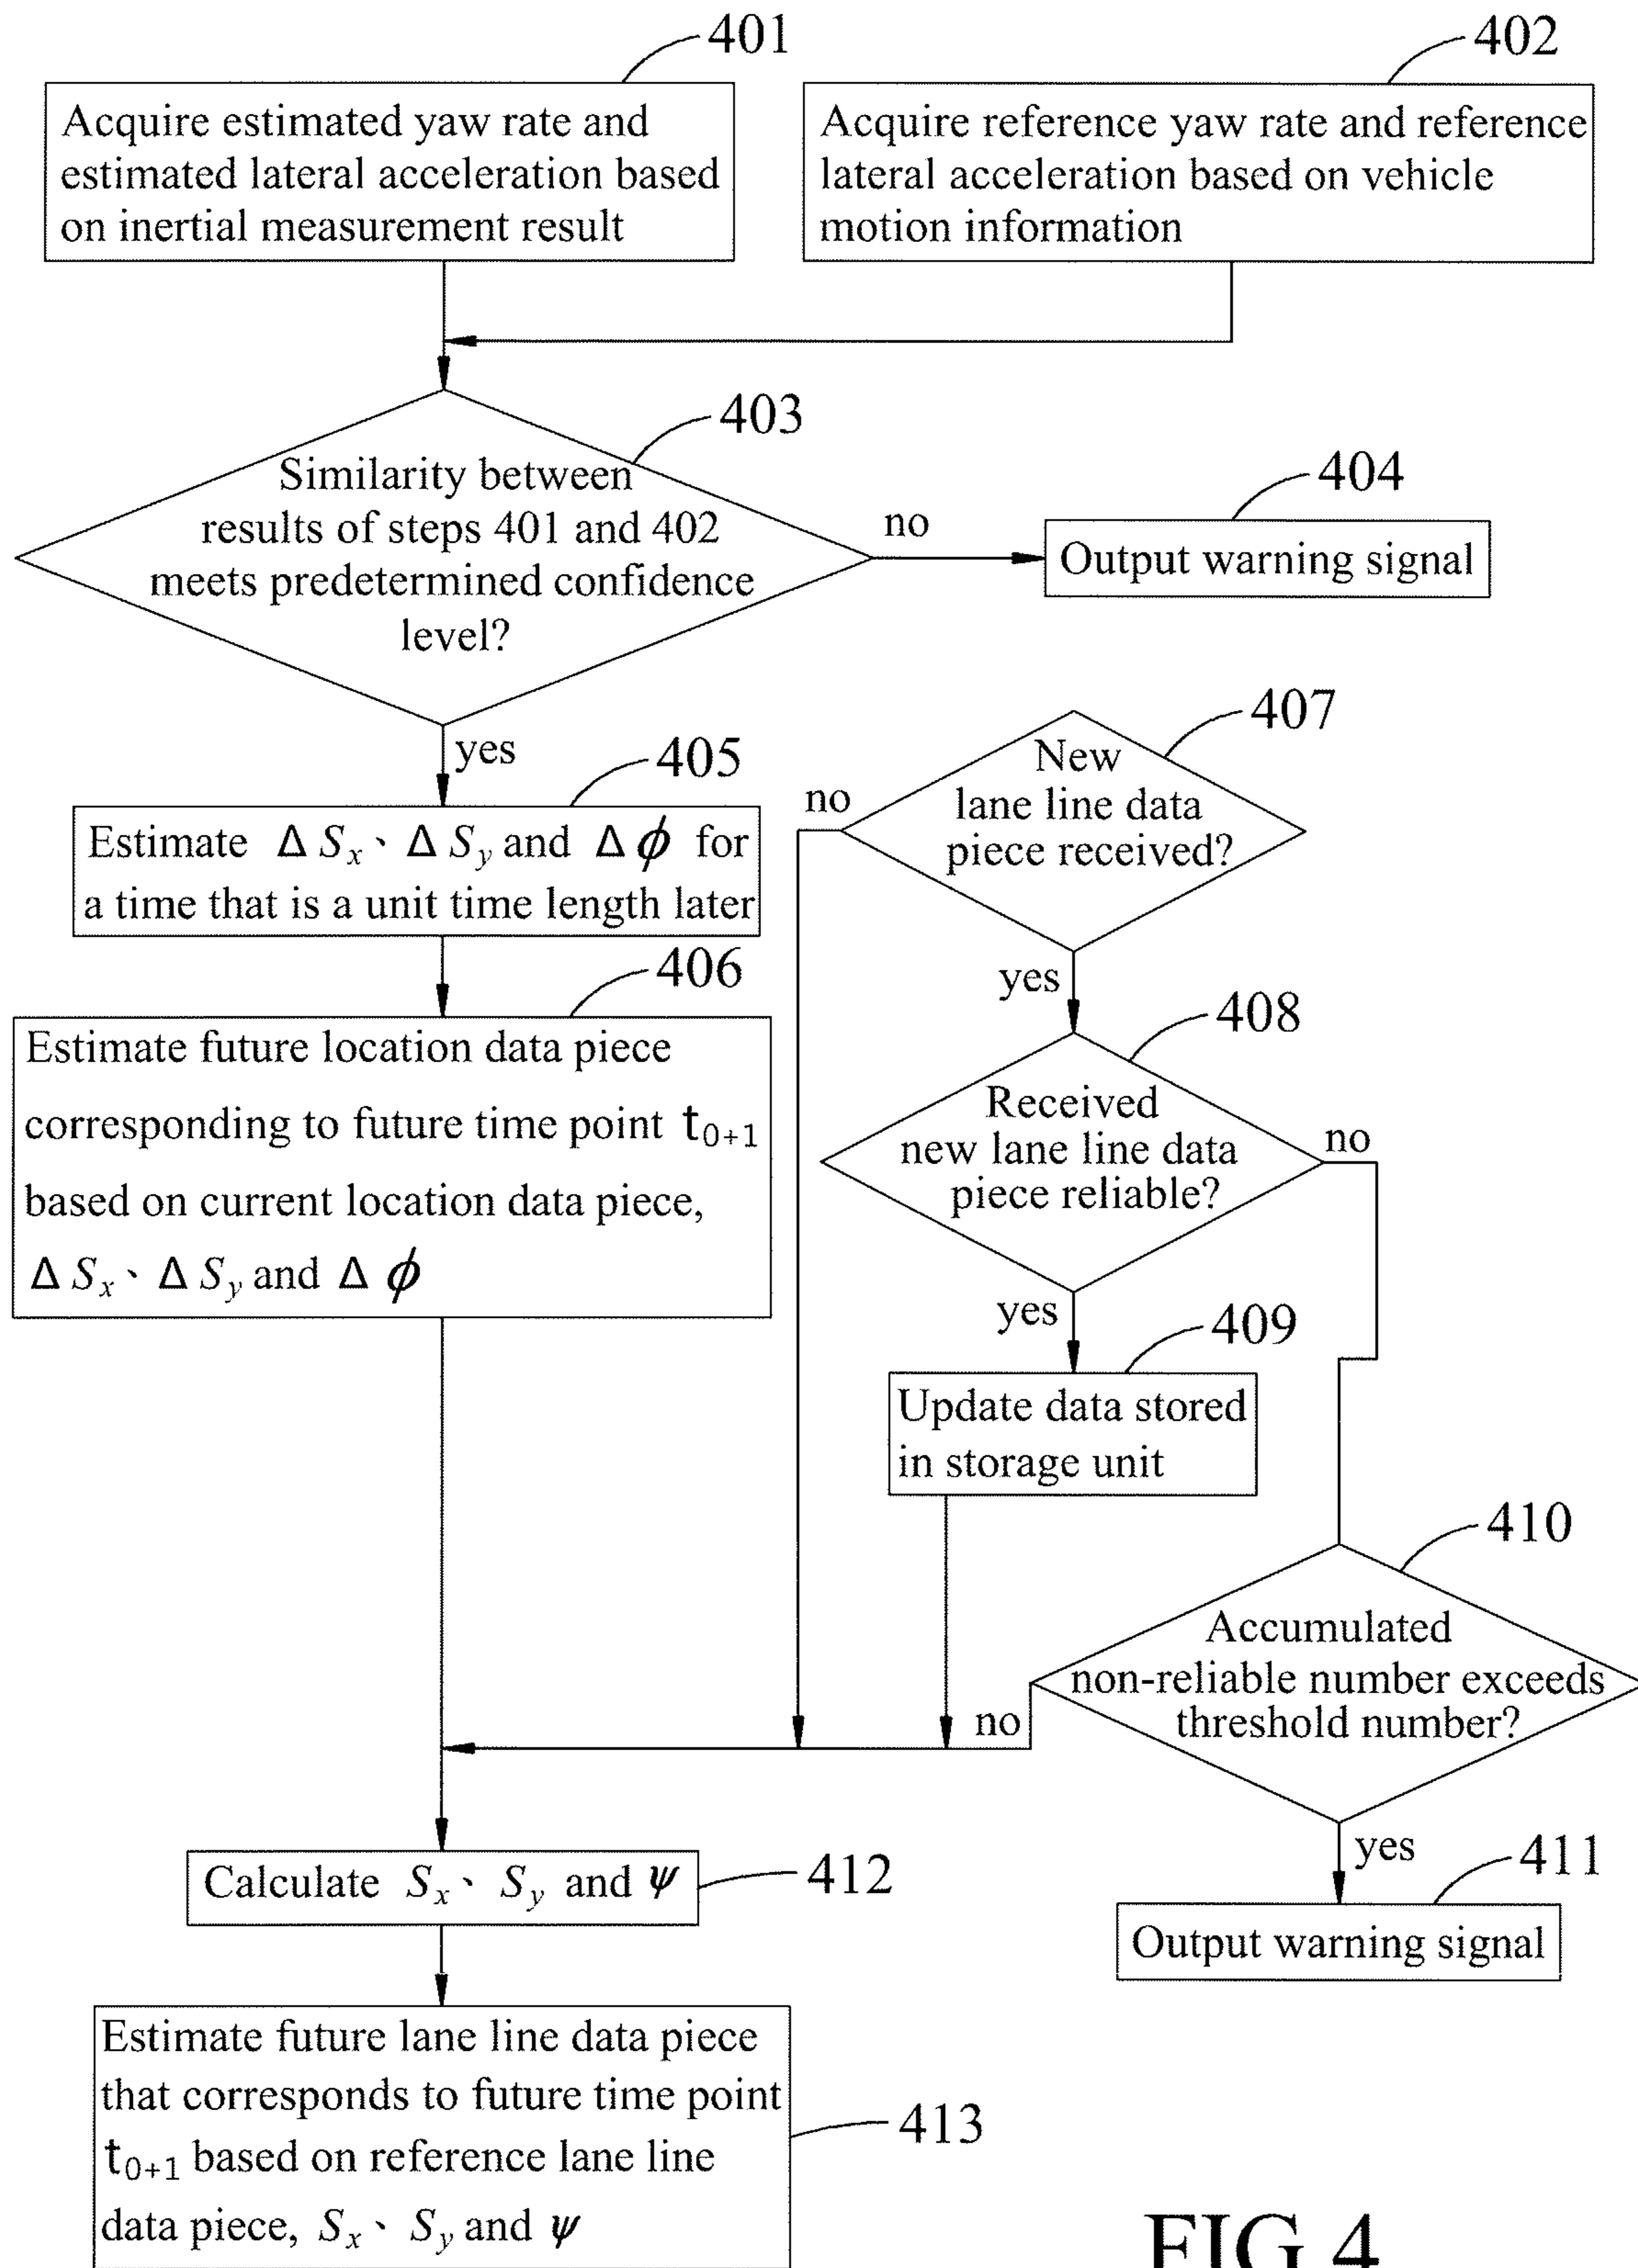 401
Acquire estimated yaw rate and
estimated lateral acceleration based
on inertial measurement result
402
Acquire reference yaw rate and reference
lateral acceleration based on vehicle
motion information
403
Similarity between
results of steps 401 and 402
meets predetermined confidence
level?
no
404
Output warning signal
yes
405
Estimate Δ Sx、Δ Sy and Δ ϕ for
a time that is a unit time length later
406
Estimate future location data piece
corresponding to future time point t0+1
based on current location data piece,
Δ Sx、Δ Sy and Δ ϕ
407
New
lane line data
piece received?
no
yes
408
Received
new lane line data
piece reliable?
no
yes
409
Update data stored
in storage unit
410
Accumulated
non-reliable number exceeds
threshold number?
no
yes
411
Output warning signal
412
Calculate Sx、Sy and ψ
413
Estimate future lane line data piece
that corresponds to future time point
t0+1 based on reference lane line
data piece, Sx、Sy and ψ
FIG.4